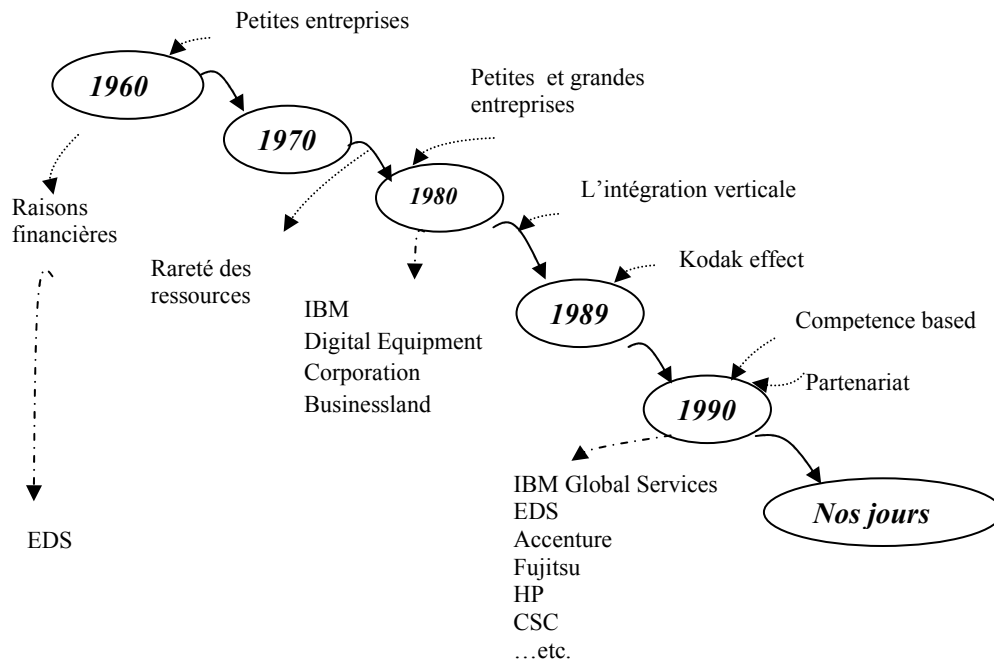 Petites entreprises
1960
Petites et grandes
entreprises
1970
1980
L’intégration verticale
Raisons
financières
Rareté des
ressources
Kodak effect
IBM
Digital Equipment
Corporation
Businessland
1989
Competence based
Partenariat
1990
IBM Global Services
EDS
Accenture
Fujitsu
HP
CSC
…etc.
Nos jours
EDS